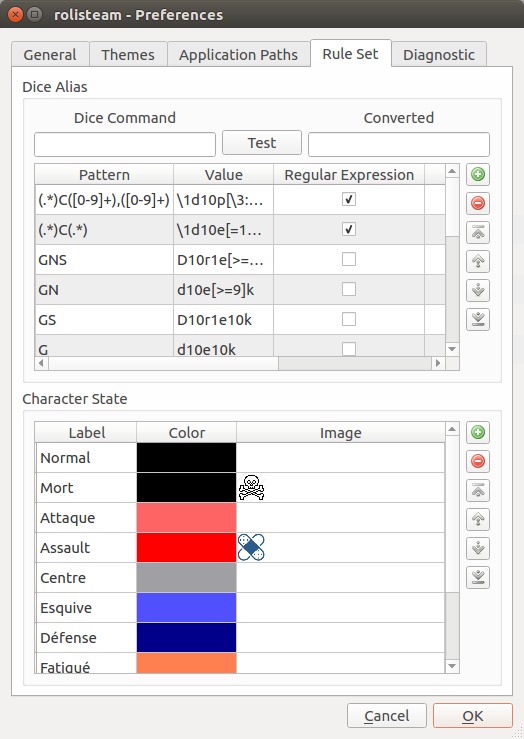 rolisteam - Preferences
General Themes Application Paths Rule Set Diagnostic
Dice Alias
Dice Command Converted
Test
Pattern Value Regular Expression
(.*)C([0-9]+),([0-9]+) \1d10p[\3:...
(.*)C(.*) \1d10e[=1...
GNS D10r1e[>=...
GN d10e[>=9]k
GS D10r1e10k
G d10e10k
Character State
Label Color Image
Normal
Mort
Attaque
Assault
Centre
Esquive
Défense
Fatigué
Cancel OK